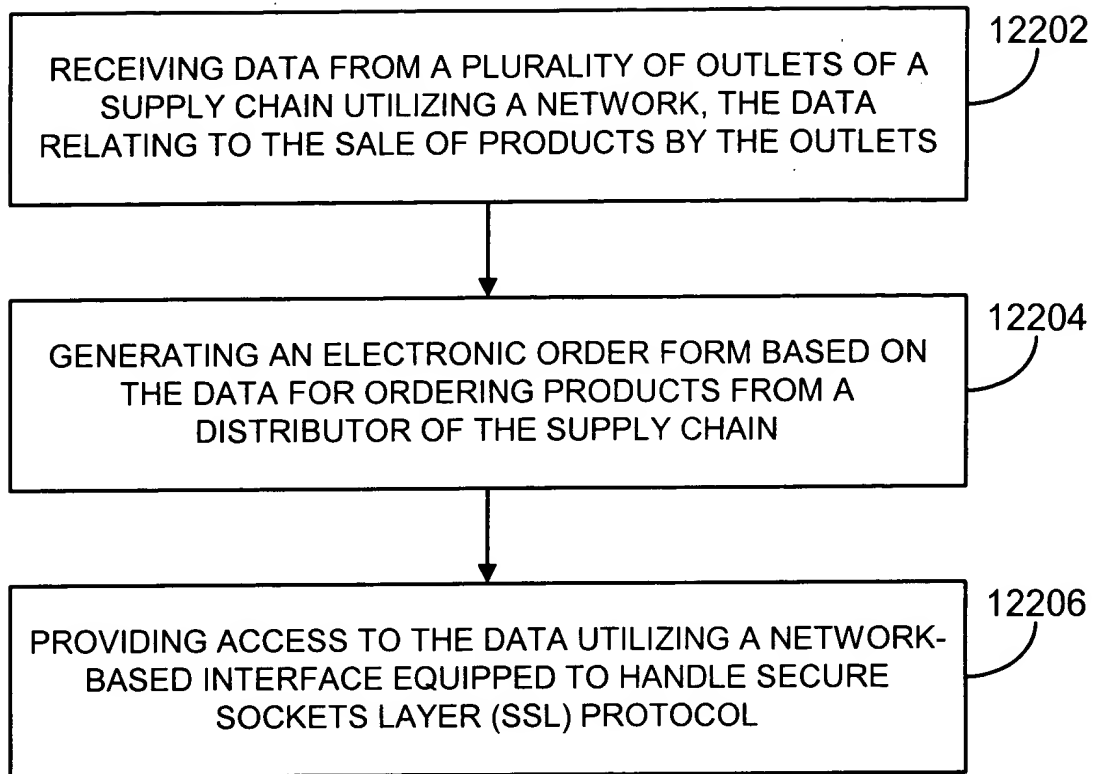 12202
RECEIVING DATA FROM A PLURALITY OF OUTLETS OF A
SUPPLY CHAIN UTILIZING A NETWORK, THE DATA
RELATING TO THE SALE OF PRODUCTS BY THE OUTLETS
12204
GENERATING AN ELECTRONIC ORDER FORM BASED ON
THE DATA FOR ORDERING PRODUCTS FROM A
DISTRIBUTOR OF THE SUPPLY CHAIN
12206
PROVIDING ACCESS TO THE DATA UTILIZING A NETWORK-
BASED INTERFACE EQUIPPED TO HANDLE SECURE
SOCKETS LAYER (SSL) PROTOCOL